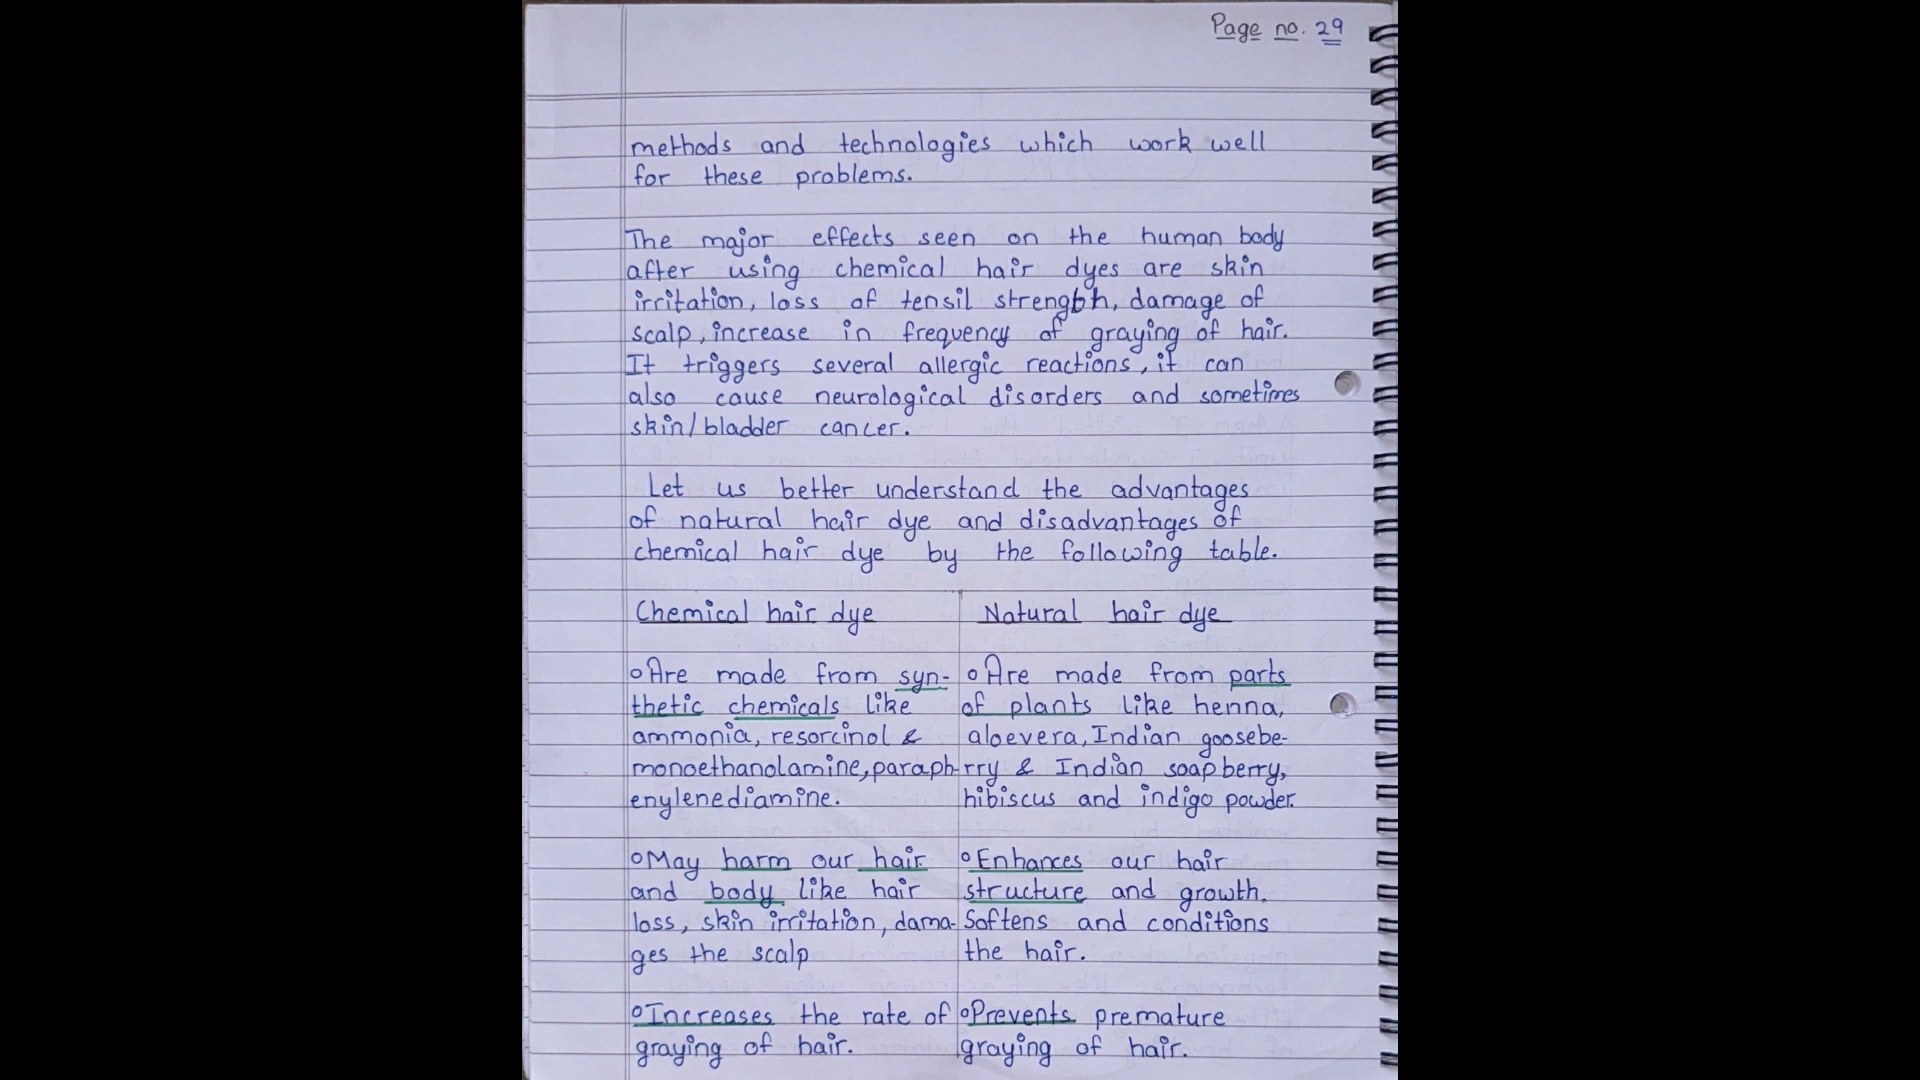 Page no. 29
methods and technologies which work well
for these problems.
The major effects seen on the human body
after using chemical hair dyes are skin
irritation, loss of tensil strength, damage of
scalp, increase in frequency of graying of hair.
It triggers several allergic reactions, it can
also cause neurological disorders and sometimes
skin/bladder cancer.
Let us better understand the advantages
of natural hair dye and disadvantages of
chemical hair dye by the following table.
Chemical hair dye
○Are made from syn-
thetic chemicals like
ammonia, resorcinol &
monoethanolamine, paraph-
enylenediamine.
○May harm our hair
and body like hair
loss, skin irritation, dama-
ges the scalp
○Increases the rate of
graying of hair.
Natural hair dye
○Are made from parts
of plants like henna,
aloevera, Indian goosebe-
rry & Indian soapberry,
hibiscus and indigo powder.
○Enhances our hair
structure and growth.
Softens and conditions
the hair.
○Prevents premature
graying of hair.